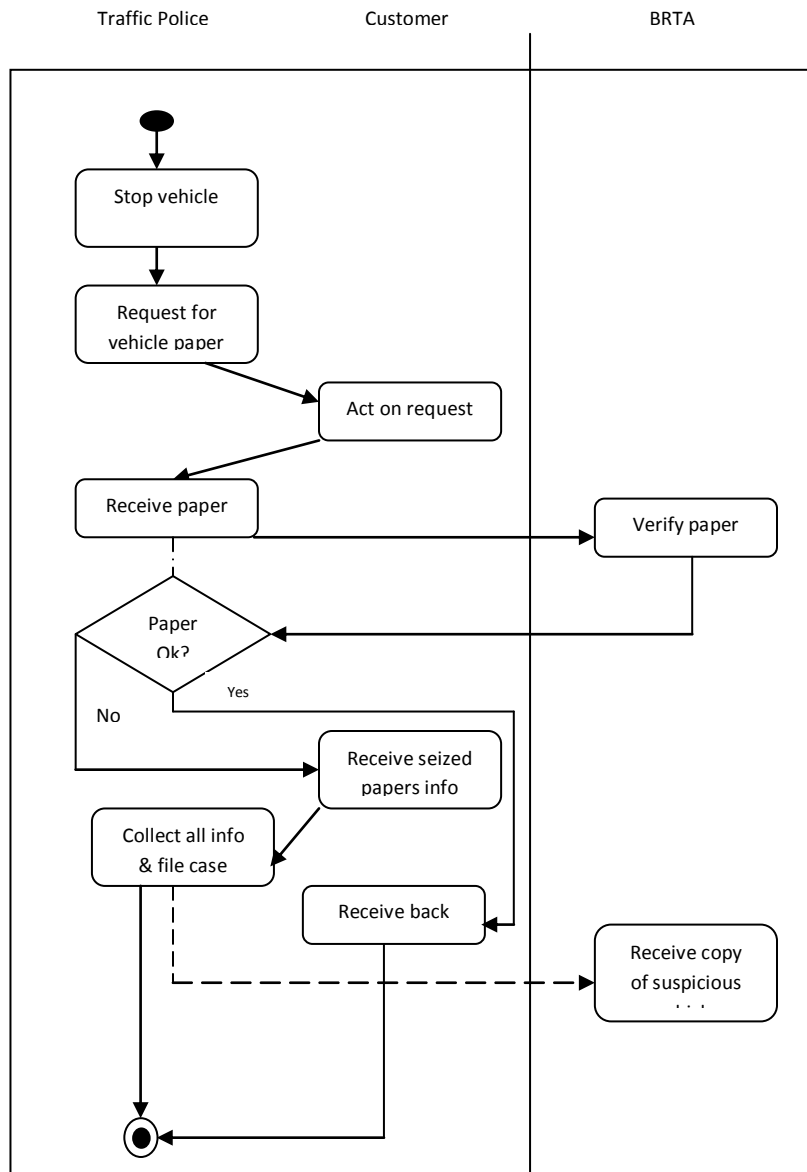 Traffic Police
Customer
BRTA
Stop vehicle
Request for
vehicle paper
Act on request
Receive paper
Verify paper
Paper
Ok?
Yes
No
Receive seized
papers info
Collect all info
& file case
Receive back
Receive copy
of suspicious